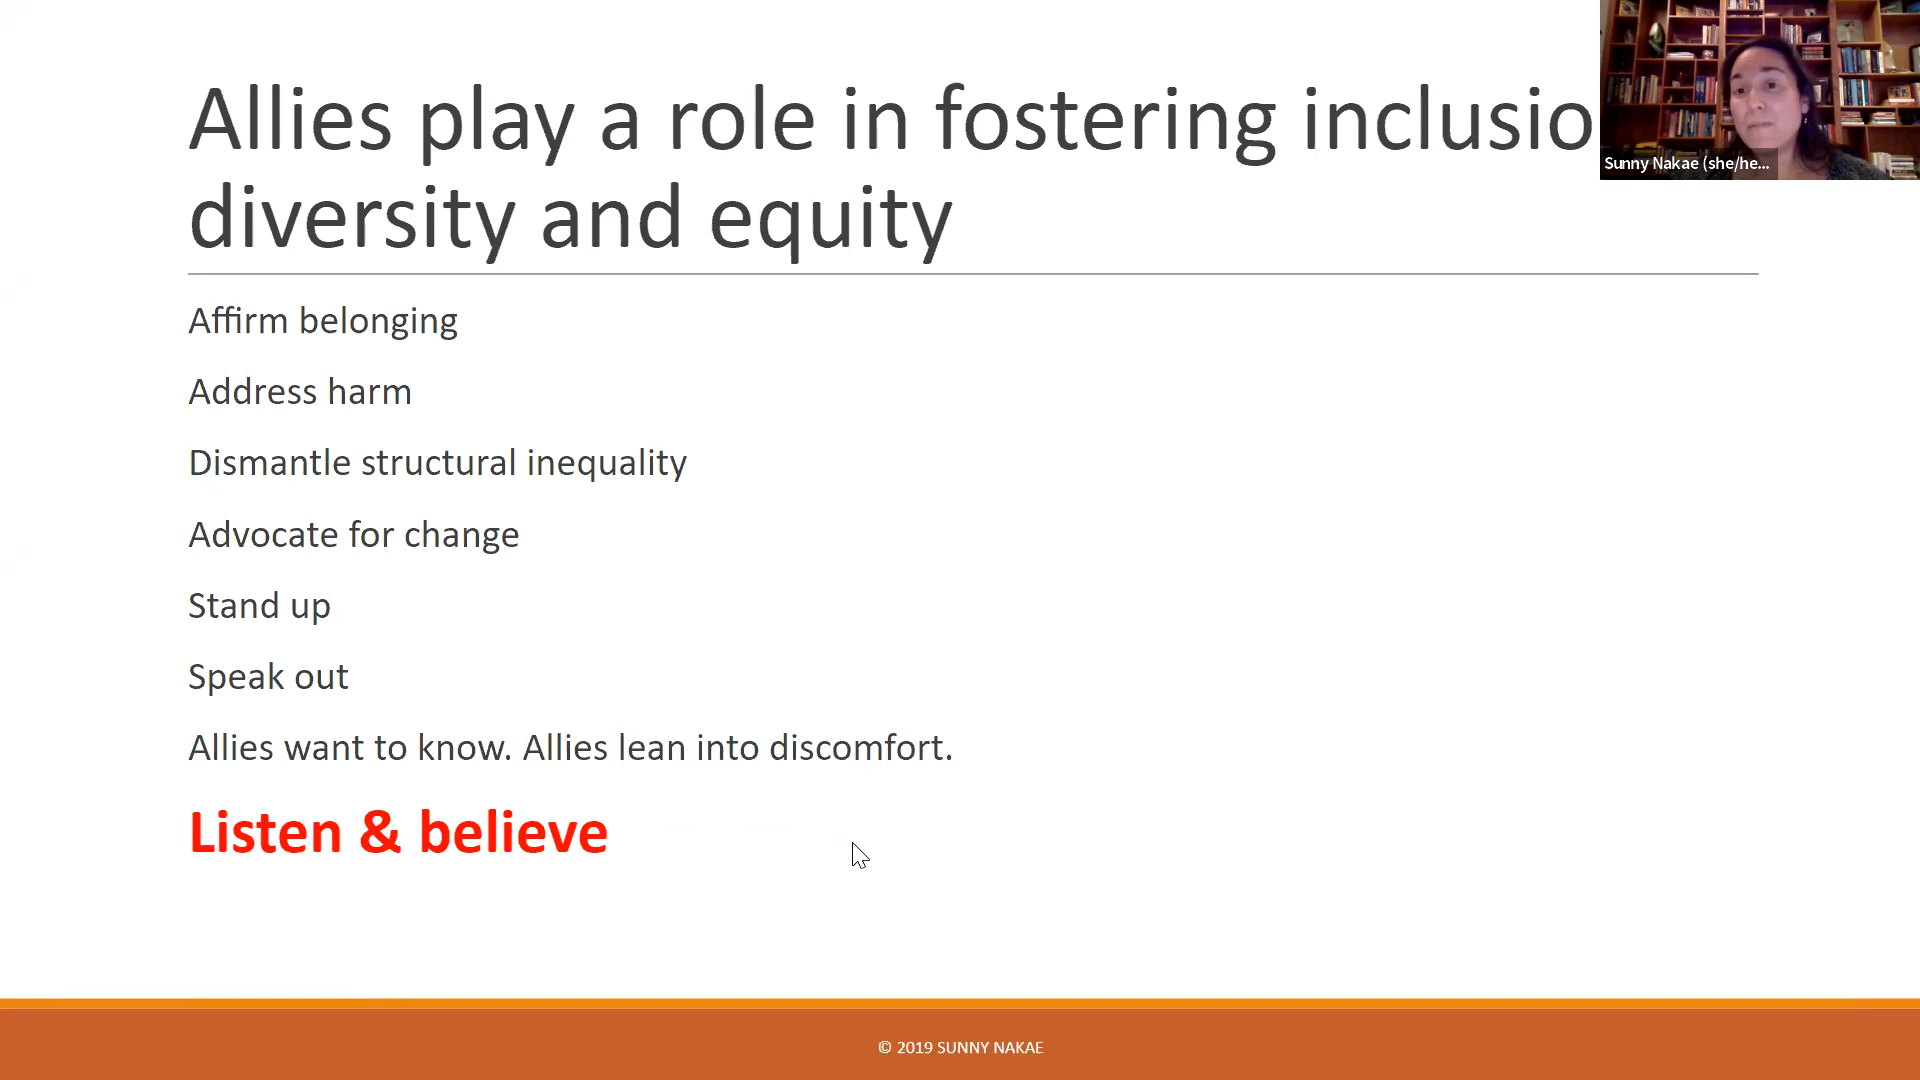 Allies play a role in fostering inclusio
diversity and equity
Sunny Nakae (she/he...
Affirm belonging
Address harm
Dismantle structural inequality
Advocate for change
Stand up
Speak out
Allies want to know. Allies lean into discomfort.
Listen & believe
© 2019 SUNNY NAKAE